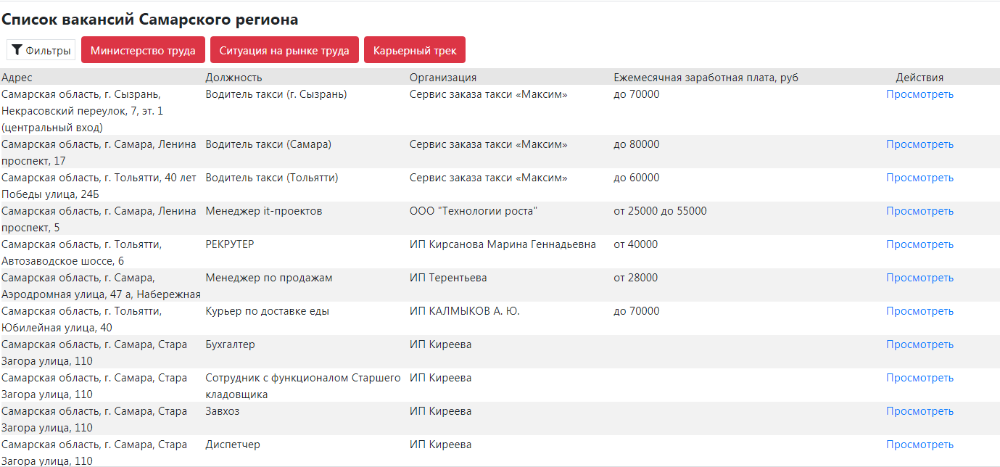 Список вакансий Самарского региона
Фильтры Министерство труда Ситуация на рынке труда Карьерный трек
Адрес Должность Организация Ежемесячная заработная плата, руб Действия
Самарская область, г. Сызрань, Водитель такси (г. Сызрань) Сервис заказа такси «Максим» до 70000 Просмотреть
Некрасовский переулок, 7, эт. 1
(центральный вход)
Самарская область, г. Самара, Ленина Водитель такси (Самара) Сервис заказа такси «Максим» до 80000 Просмотреть
проспект, 17
Самарская область, г. Тольятти, 40 лет Водитель такси (Тольятти) Сервис заказа такси «Максим» до 60000 Просмотреть
Победы улица, 24Б
Самарская область, г. Самара, Ленина Менеджер it-проектов ООО "Технологии роста" от 25000 до 55000 Просмотреть
проспект, 5
Самарская область, г. Тольятти, РЕКРУТЕР ИП Кирсанова Марина Геннадьевна от 40000 Просмотреть
Автозаводское шоссе, 6
Самарская область, г. Самара, Менеджер по продажам ИП Терентьева от 28000 Просмотреть
Аэродромная улица, 47 а, Набережная
Самарская область, г. Тольятти, Курьер по доставке еды ИП КАЛМЫКОВ А. Ю. до 70000 Просмотреть
Юбилейная улица, 40
Самарская область, г. Самара, Стара Бухгалтер ИП Киреева Просмотреть
Загора улица, 110
Самарская область, г. Самара, Стара Сотрудник с функционалом Старшего ИП Киреева Просмотреть
Загора улица, 110 кладовщика
Самарская область, г. Самара, Стара Завхоз ИП Киреева Просмотреть
Загора улица, 110
Самарская область, г. Самара, Стара Диспетчер ИП Киреева Просмотреть
Загора улица, 110